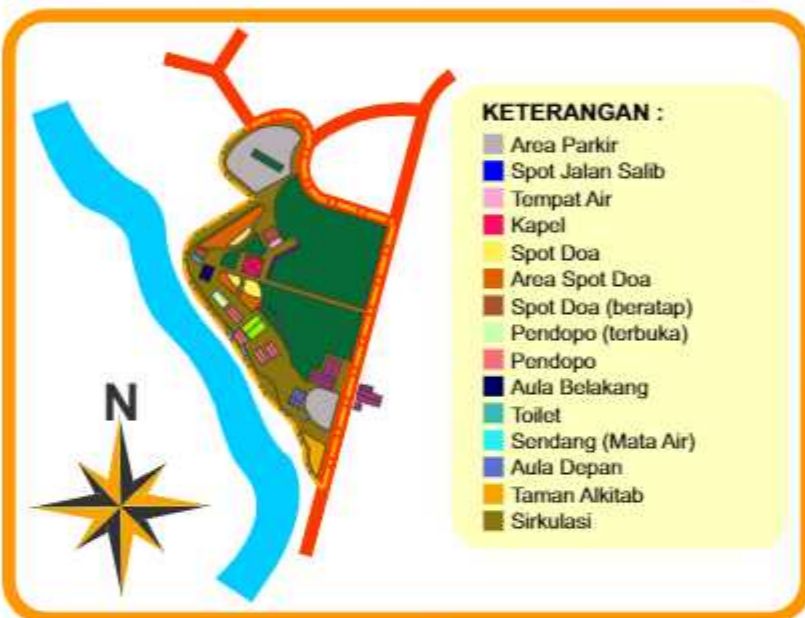 KETERANGAN :
Area Parkir
Spot Jalan Salib
Tempat Air
Kapel
Spot Doa
Area Spot Doa
Spot Doa (beratap)
Pendopo (terbuka)
Pendopo
Aula Belakang
Toilet
Sendang (Mata Air)
Aula Depan
Taman Alkitab
Sirkulasi
N